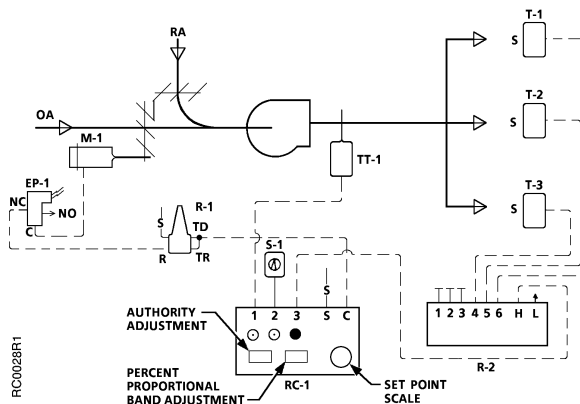 RA
OA
M-1
EP-1
NC
NO
C
S
R-1
TD
R
TR
S-1
TT-1
S T-1
S T-2
S T-3
1 2 3 4 5 6 H L
R-2
S
1 2 3 S C
AUTHORITY
ADJUSTMENT
PERCENT
PROPORTIONAL
BAND ADJUSTMENT
RC-1
SET POINT
SCALE
RC0028R1